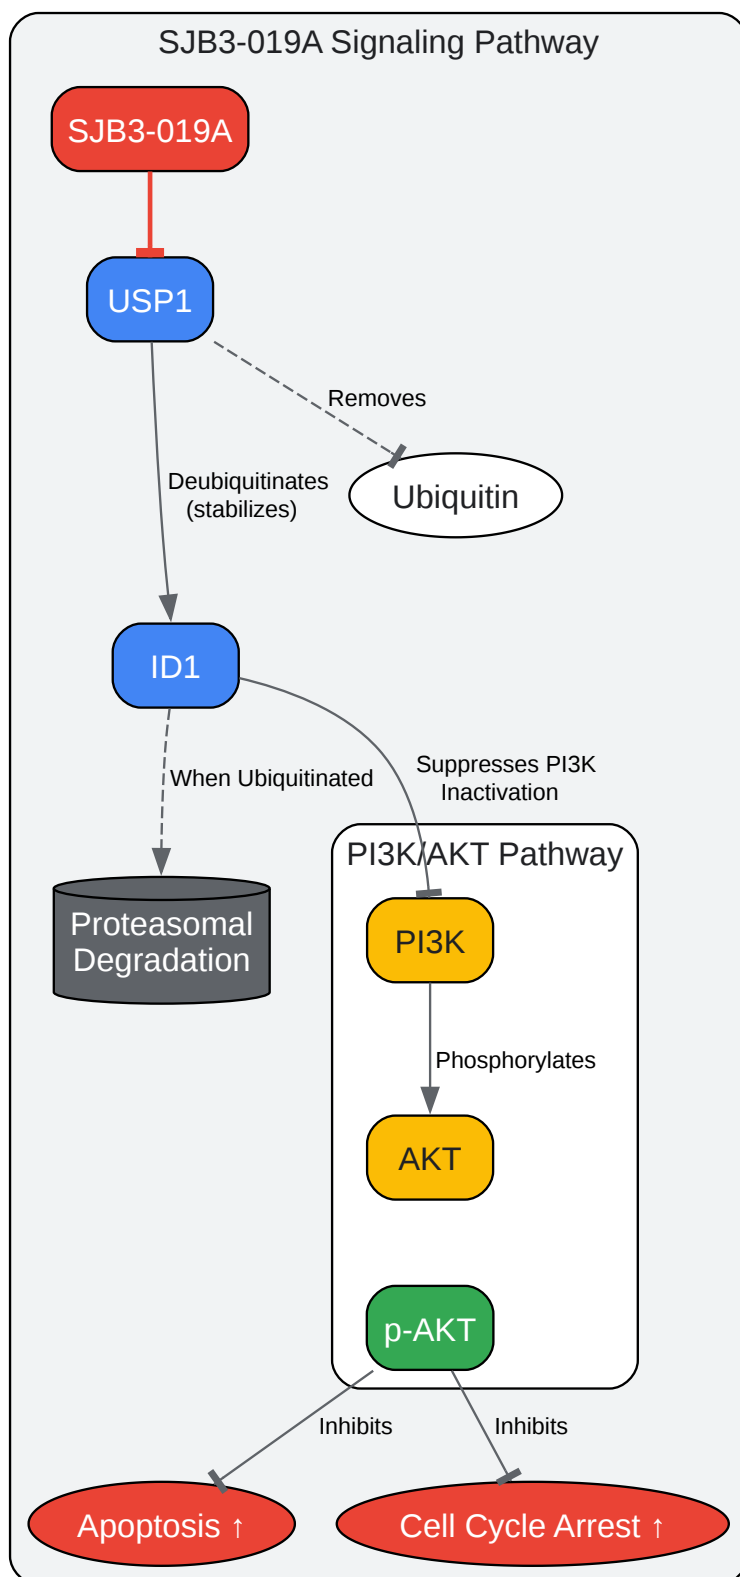 SJB3-019A Signaling Pathway
SJB3-019A
USP1
Removes
Deubiquitinates
(stabilizes)
Ubiquitin
ID1
When Ubiquitinated
Suppresses PI3K
Inactivation
PI3K/AKT Pathway
Proteasomal
Degradation
PI3K
Phosphorylates
AKT
p-AKT
Inhibits
Inhibits
Apoptosis ↑
Cell Cycle Arrest ↑